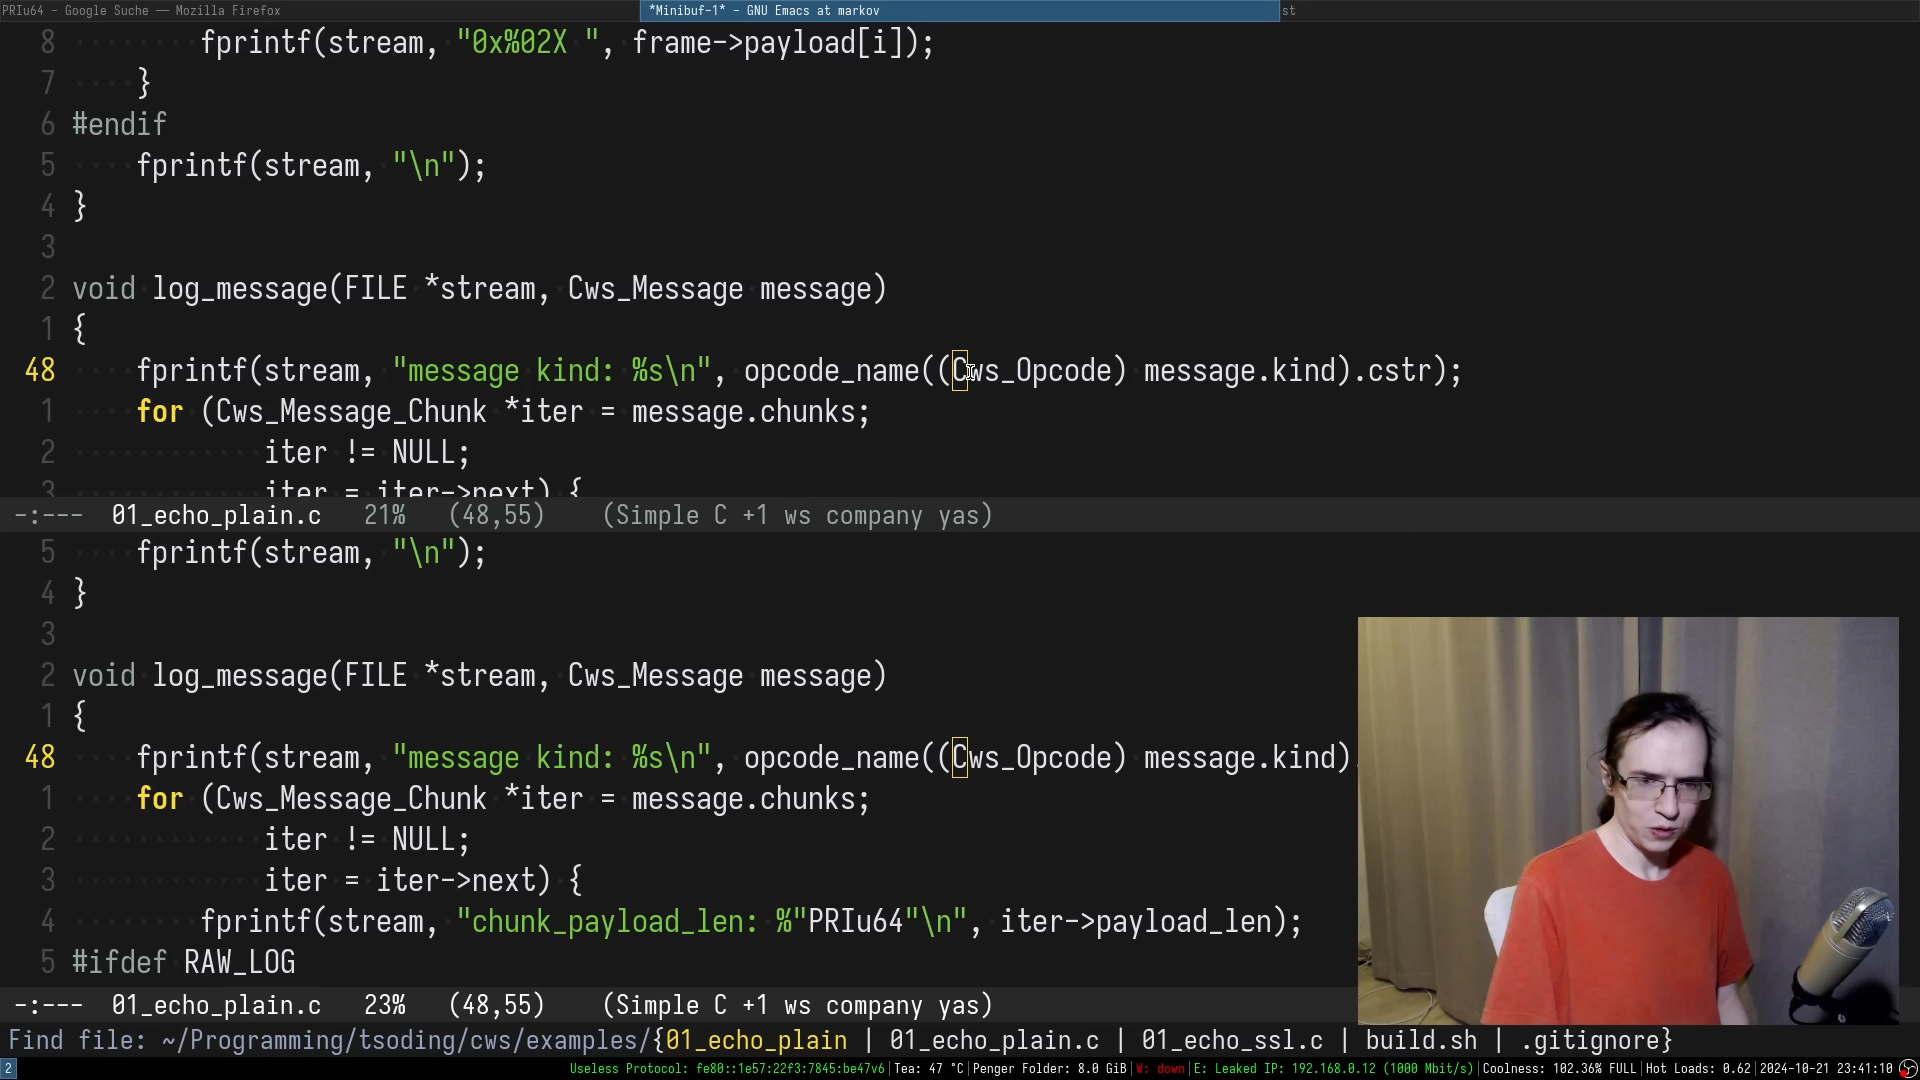 PRIu64 - Google Suche — Mozilla Firefox
*Minibuf-1* - GNU Emacs at markov
st
8 fprintf(stream, "0x%02X ", frame->payload[i]);
7 }
6 #endif
5 fprintf(stream, "\n");
4 }
3
2 void log_message(FILE *stream, Cws_Message message)
1 {
48 fprintf(stream, "message kind: %s\n", opcode_name((Cws_Opcode) message.kind).cstr);
1 for (Cws_Message_Chunk *iter = message.chunks;
2 iter != NULL;
3 iter = iter->next) {
-:--- 01_echo_plain.c 21% (48,55) (Simple C +1 ws company yas)
5 fprintf(stream, "\n");
4 }
3
2 void log_message(FILE *stream, Cws_Message message)
1 {
48 fprintf(stream, "message kind: %s\n", opcode_name((Cws_Opcode) message.kind).
1 for (Cws_Message_Chunk *iter = message.chunks;
2 iter != NULL;
3 iter = iter->next) {
4 fprintf(stream, "chunk_payload_len: %"PRIu64"\n", iter->payload_len);
5 #ifdef RAW_LOG
-:--- 01_echo_plain.c 23% (48,55) (Simple C +1 ws company yas)
Find file: ~/Programming/tsoding/cws/examples/{01_echo_plain | 01_echo_plain.c | 01_echo_ssl.c | build.sh | .gitignore}
2 Useless Protocol: fe80::1e57:22f3:7845:be47v6|Tea: 47 °C|Penger Folder: 8.0 GiB|W: down|E: Leaked IP: 192.168.0.12 (1000 Mbit/s)|Coolness: 102.36% FULL|Hot Loads: 0.62|2024-10-21 23:41:10